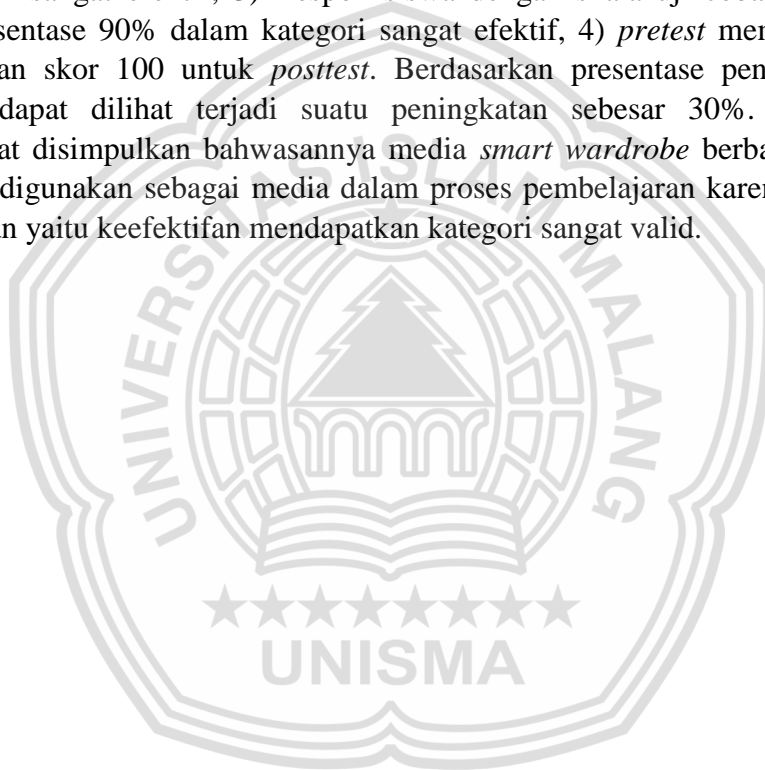 sentase 90% dalam kategori sangat efektif, 4) pretest men
an skor 100 untuk posttest. Berdasarkan presentase pen
dapat dilihat terjadi suatu peningkatan sebesar 30%.
at disimpulkan bahwasannya media smart wardrobe berba
digunakan sebagai media dalam proses pembelajaran karen
n yaitu keefektifan mendapatkan kategori sangat valid.
UNIVERSITAS ISLAM MALANG
UNISMA